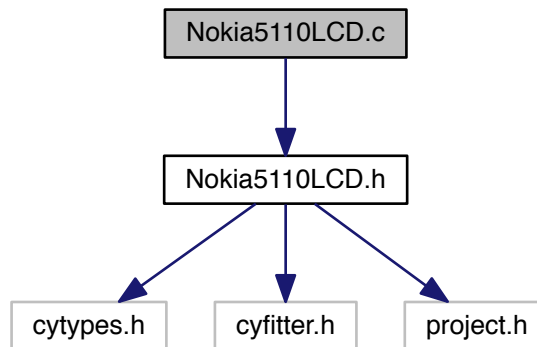 Nokia5110LCD.c
Nokia5110LCD.h
cytypes.h
cyfitter.h
project.h